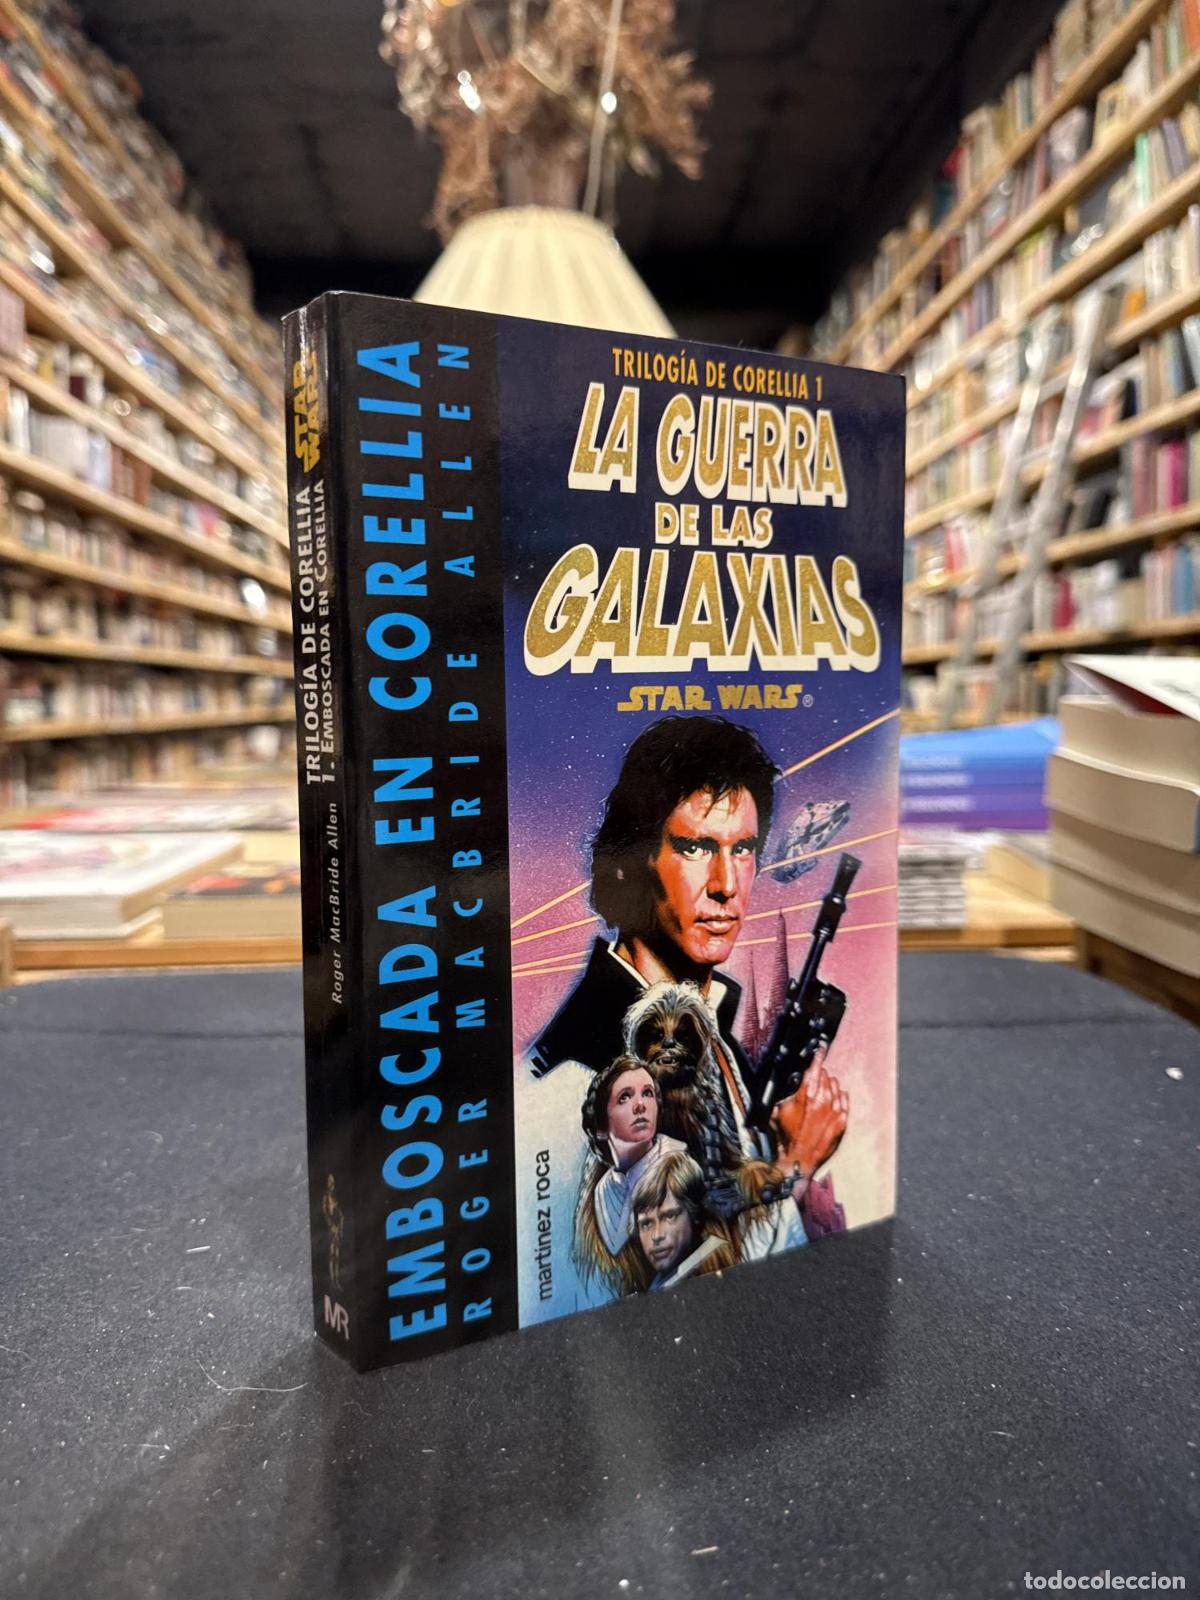 TRILOGÍA DE CORELLIA 1
LA GUERRA
DE LAS
GALAXIAS
STAR WARS®
EMBOSCADA EN CORELLIA
ROGER MACBRIDE ALLEN
martínez roca
STAR
WARS
TRILOGÍA DE CORELLIA
1. EMBOSCADA EN CORELLIA
Roger MacBride Allen
MR
todocoleccion